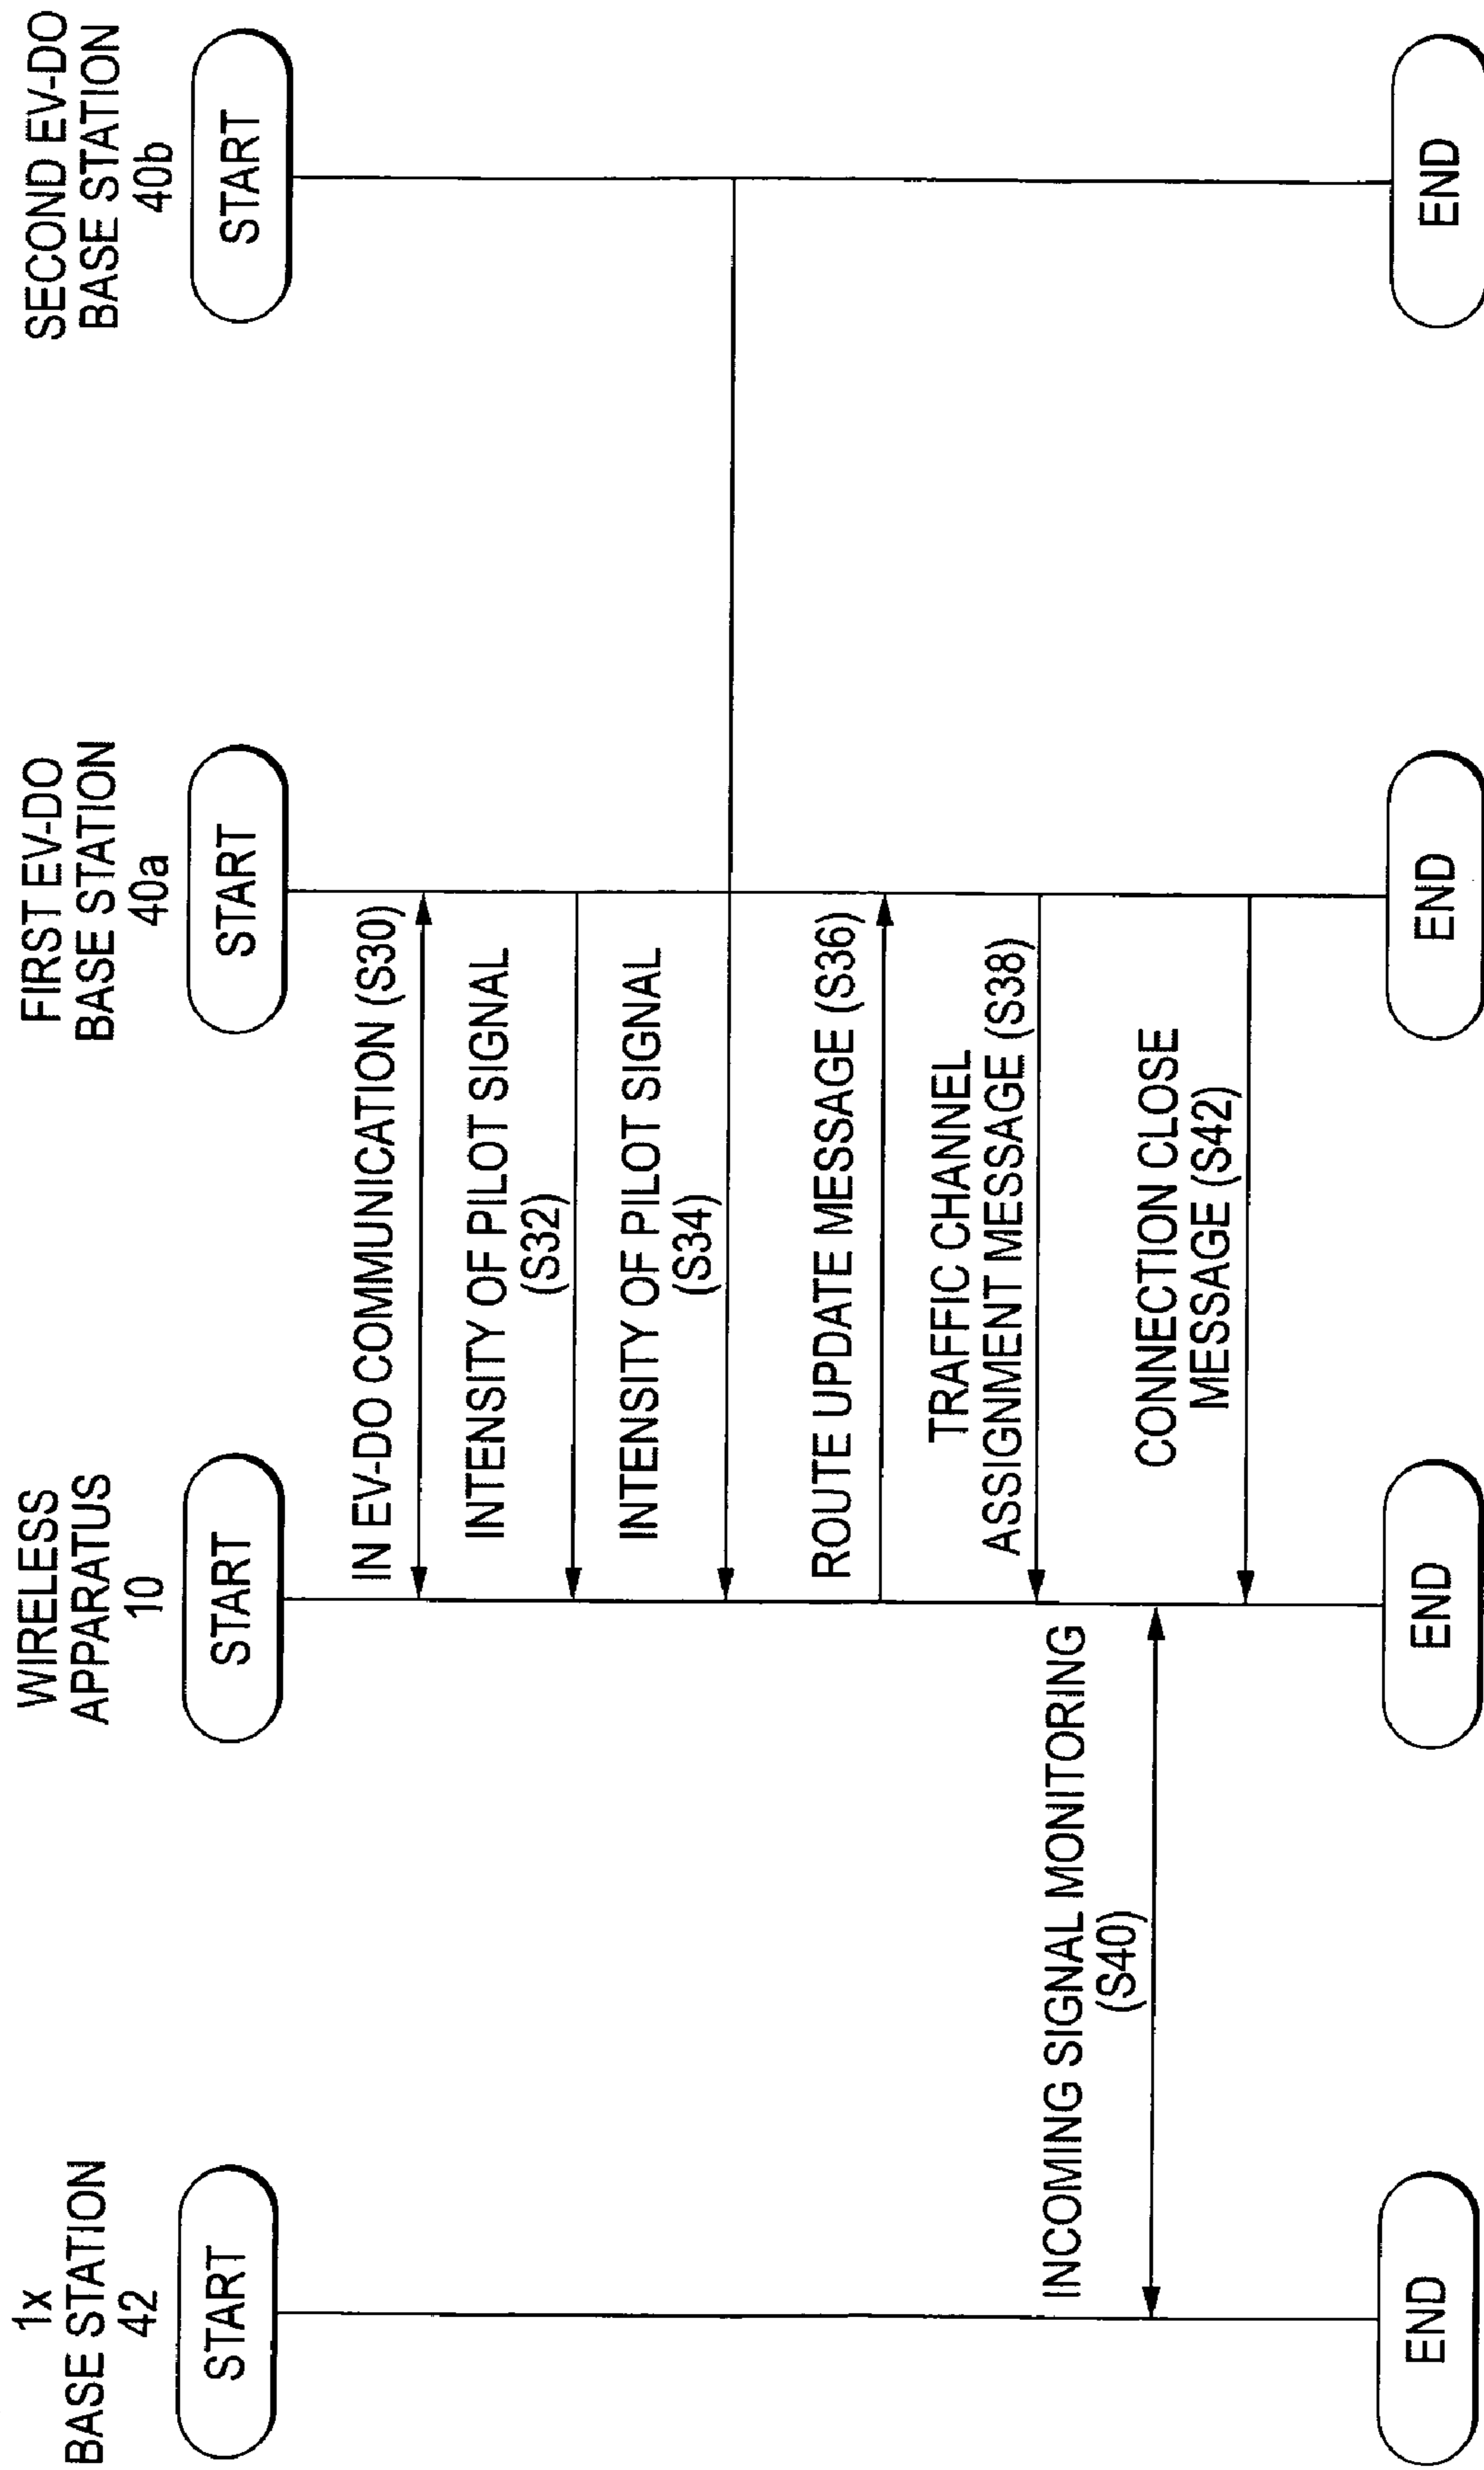 1x
BASE STATION
42
WIRELESS
APPARATUS
10
FIRST EV-DO
BASE STATION
40a
SECOND EV-DO
BASE STATION
40b
START
START
START
START
IN EV-DO COMMUNICATION (S30)
INTENSITY OF PILOT SIGNAL
(S32)
INTENSITY OF PILOT SIGNAL
(S34)
ROUTE UPDATE MESSAGE (S36)
TRAFFIC CHANNEL
ASSIGNMENT MESSAGE (S38)
INCOMING SIGNAL MONITORING
(S40)
CONNECTION CLOSE
MESSAGE (S42)
END
END
END
END